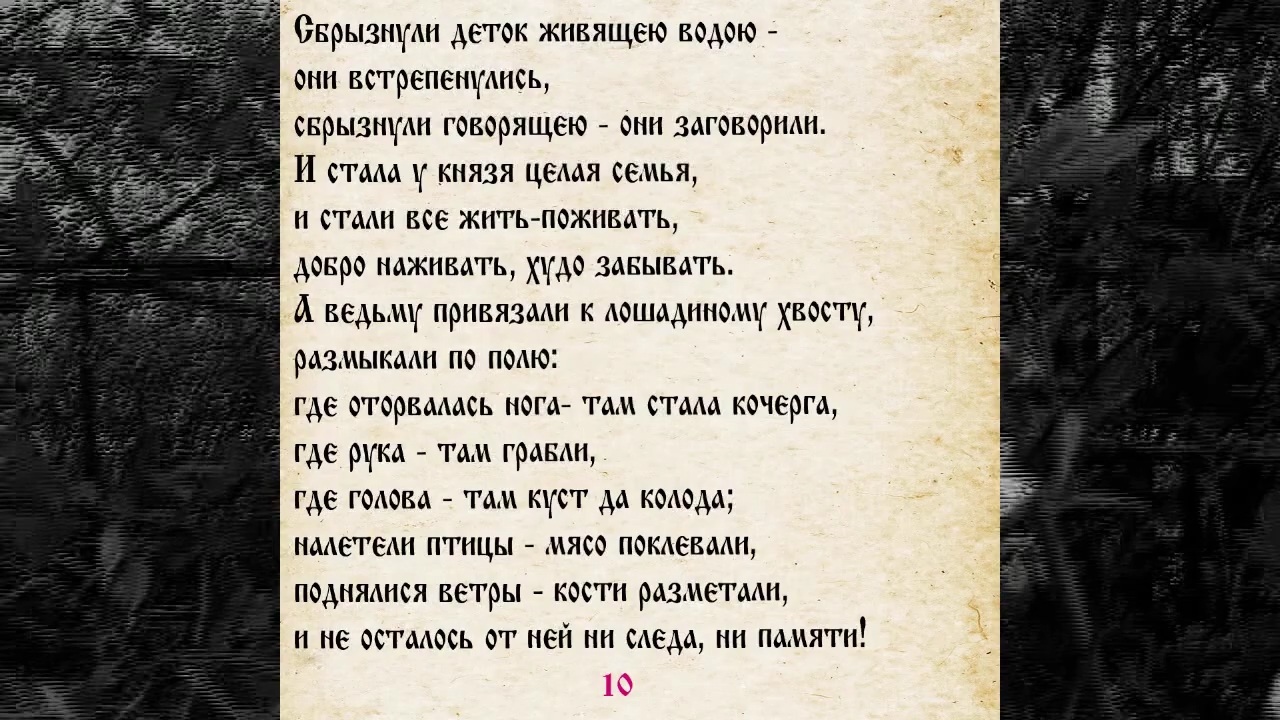 Сбрызнули деток живящею водою -
они встрепенулись,
сбрызнули говорящею - они заговорили.
И стала у князя целая семья,
и стали все жить-поживать,
добро наживать, худо забывать.
А ведьму привязали к лошадиному хвосту,
размыкали по полю:
где оторвалась нога- там стала кочерга,
где рука - там грабли,
где голова - там куст да колода;
налетели птицы - мясо поклевали,
поднялися ветры - кости разметали,
и не осталось от ней ни следа, ни памяти!
10